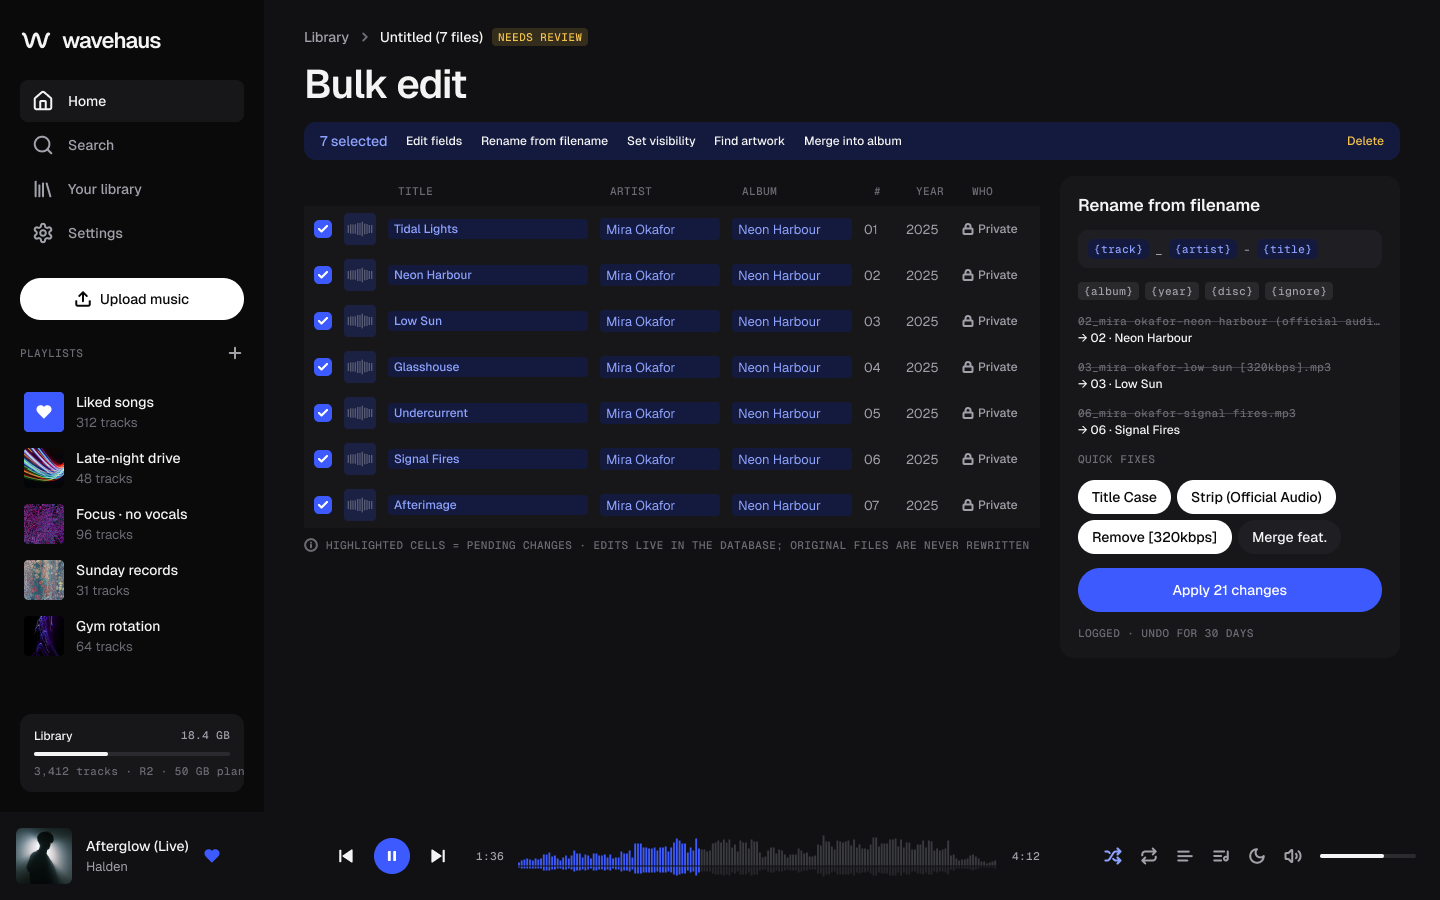 wavehaus
Home
Search
Your library
Settings
Upload music
PLAYLISTS
Liked songs
312 tracks
Late-night drive
48 tracks
Focus · no vocals
96 tracks
Sunday records
31 tracks
Gym rotation
64 tracks
Library 18.4 GB
3,412 tracks · R2 · 50 GB plan
Library > Untitled (7 files) NEEDS REVIEW
Bulk edit
7 selected Edit fields Rename from filename Set visibility Find artwork Merge into album Delete
TITLE ARTIST ALBUM # YEAR WHO
Tidal Lights Mira Okafor Neon Harbour 01 2025 Private
Neon Harbour Mira Okafor Neon Harbour 02 2025 Private
Low Sun Mira Okafor Neon Harbour 03 2025 Private
Glasshouse Mira Okafor Neon Harbour 04 2025 Private
Undercurrent Mira Okafor Neon Harbour 05 2025 Private
Signal Fires Mira Okafor Neon Harbour 06 2025 Private
Afterimage Mira Okafor Neon Harbour 07 2025 Private
HIGHLIGHTED CELLS = PENDING CHANGES · EDITS LIVE IN THE DATABASE; ORIGINAL FILES ARE NEVER REWRITTEN
Rename from filename
{track} _ {artist} - {title}
{album} {year} {disc} {ignore}
02_mira okafor-neon harbour (official audi…
→ 02 · Neon Harbour
03_mira okafor-low sun [320kbps].mp3
→ 03 · Low Sun
06_mira okafor-signal fires.mp3
→ 06 · Signal Fires
QUICK FIXES
Title Case Strip (Official Audio)
Remove [320kbps] Merge feat.
Apply 21 changes
LOGGED · UNDO FOR 30 DAYS
Afterglow (Live)
Halden
1:36 4:12